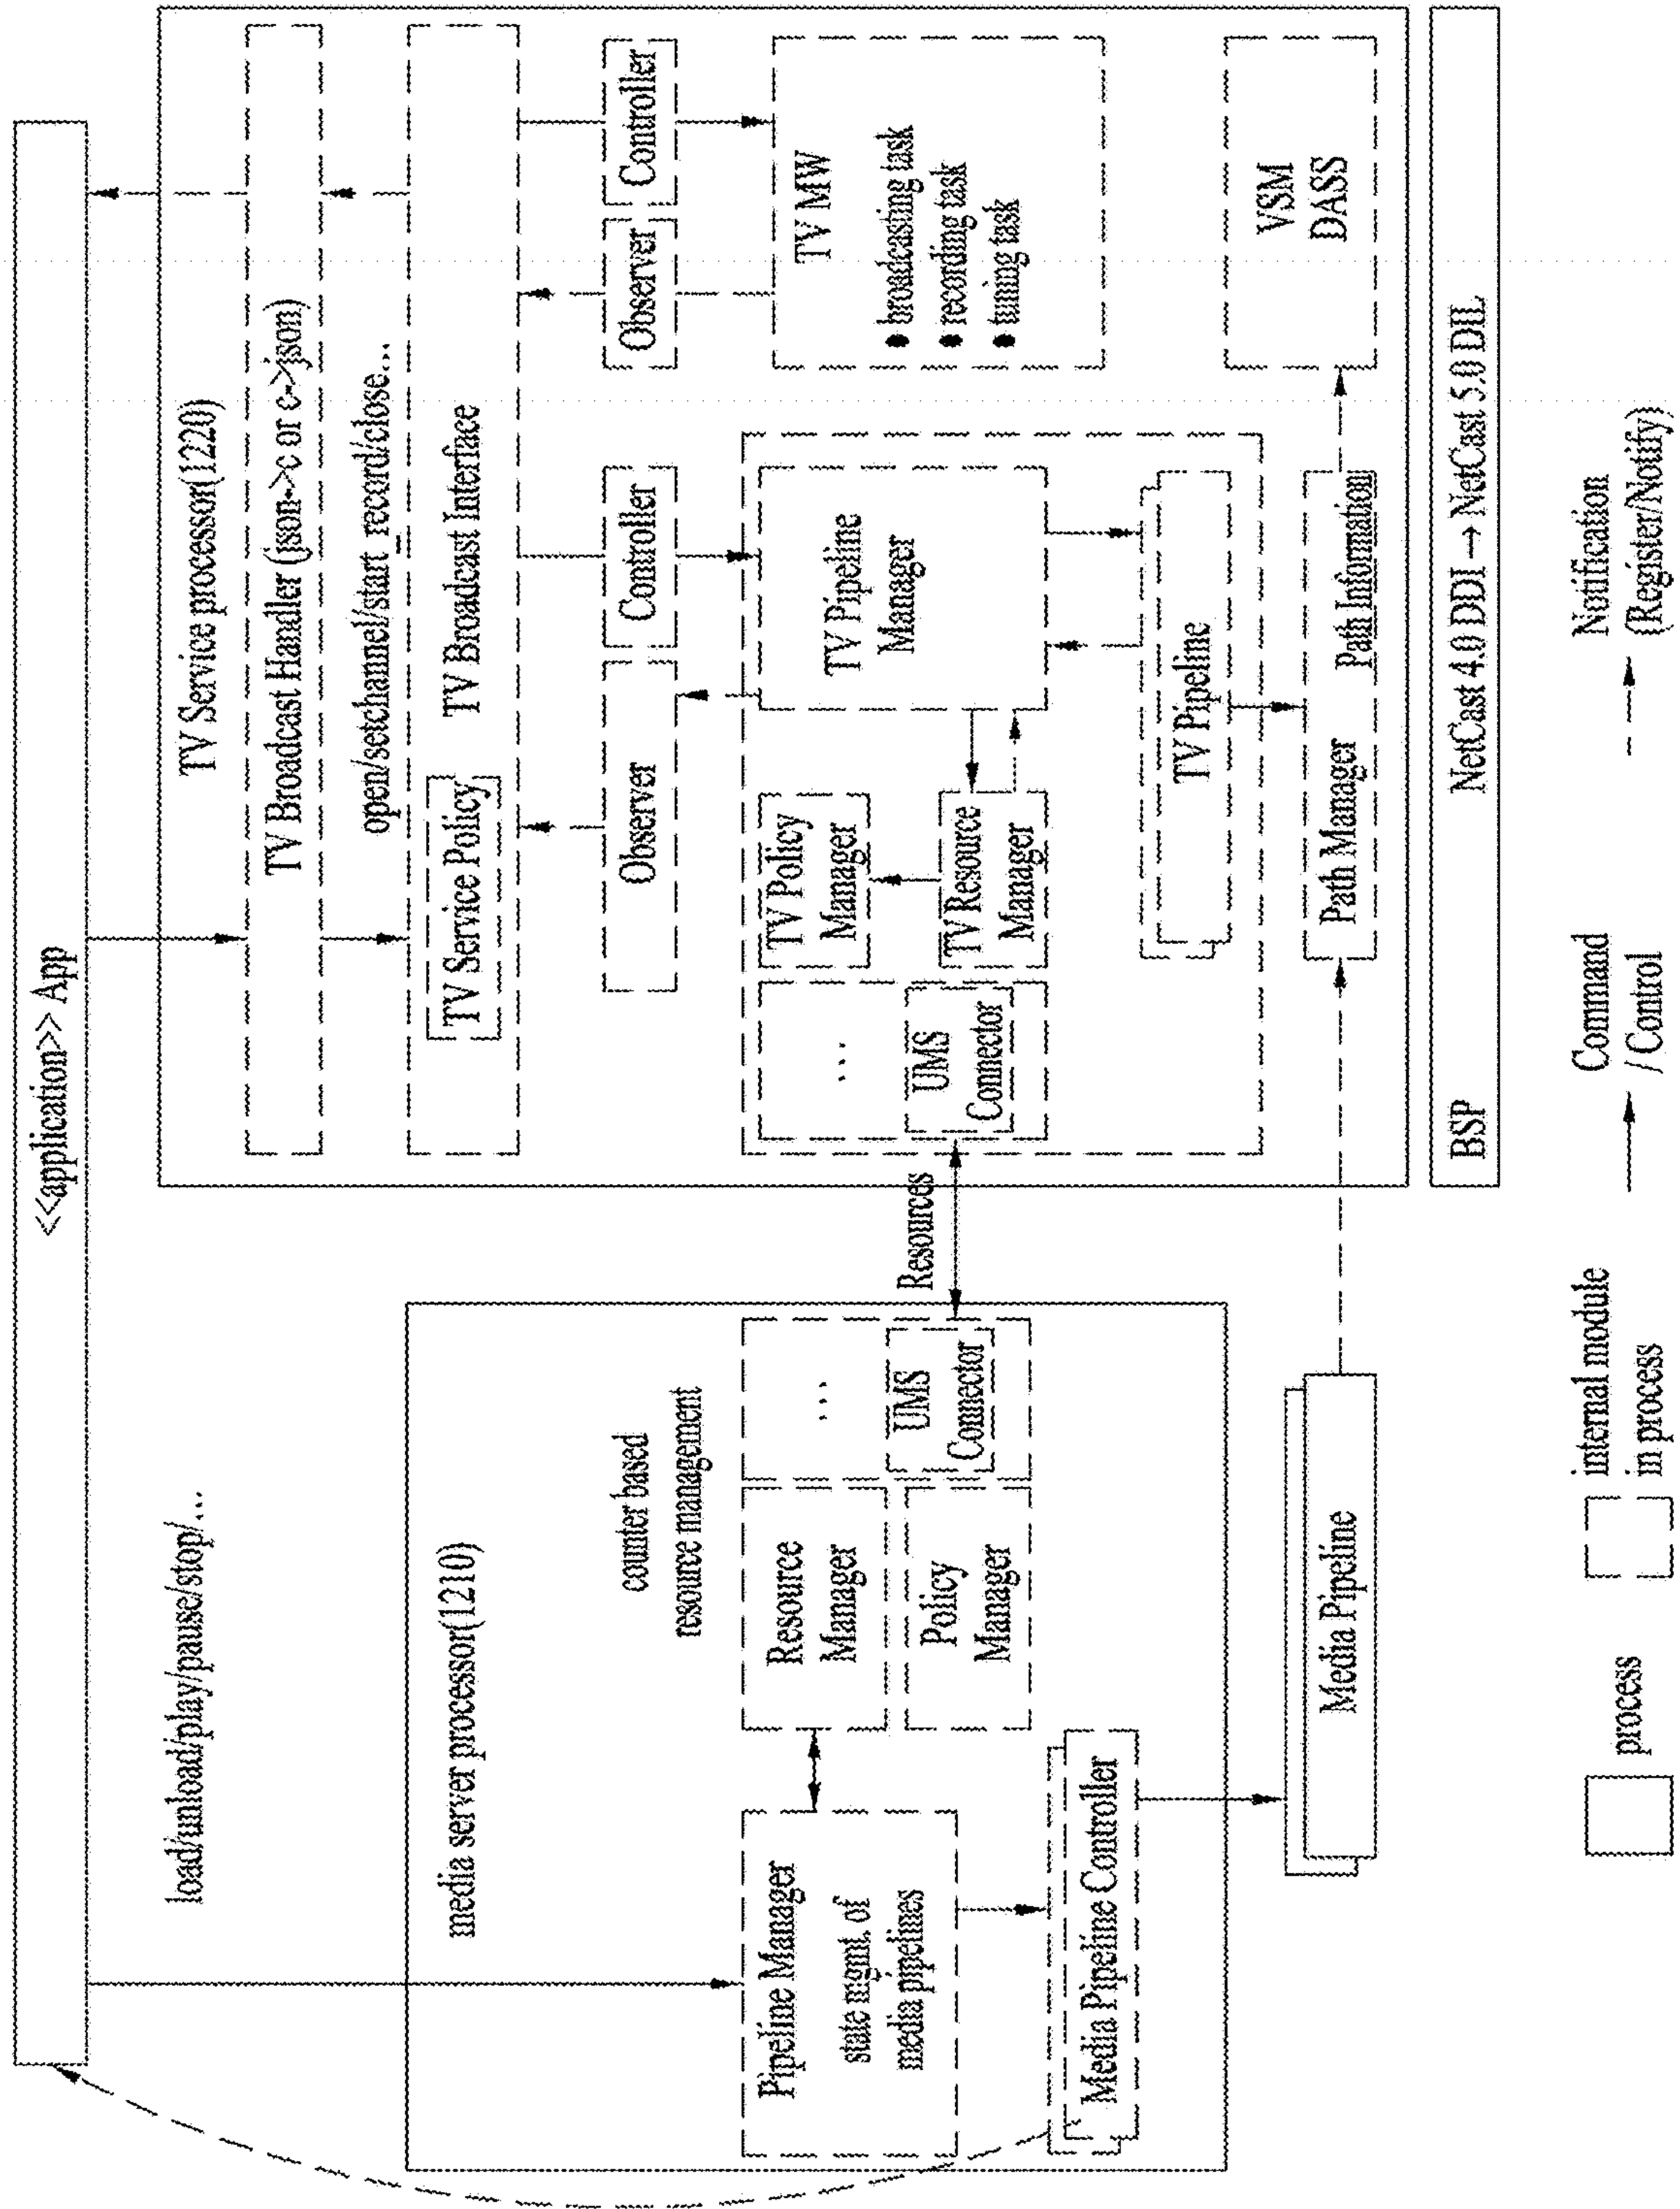 <<application>> App
load/unload/play/pause/stop/...
media server processor(1210)
Pipeline Manager
state mgmt. of
media pipelines
counter based
resource management
Resource
Manager
Policy
Manager
...
UMS
Connector
Media Pipeline Controller
Media Pipeline
Resources
TV Service processor(1220)
TV Broadcast Handler (json->c or c->json)
open/setchannel/start_record/close...
TV Service Policy
TV Broadcast Interface
Observer
Controller
Observer
Controller
...
UMS
Connector
TV Policy
Manager
TV Resource
Manager
TV Pipeline
Manager
TV Pipeline
TV MW
● broadcasting task
● recording task
● tuning task
Path Manager
Path Information
VSM
DASS
BSP
NetCast 4.0 DDI → NetCast 5.0 DIL
process
internal module
in process
Command
/ Control
Notification
(Register/Notify)